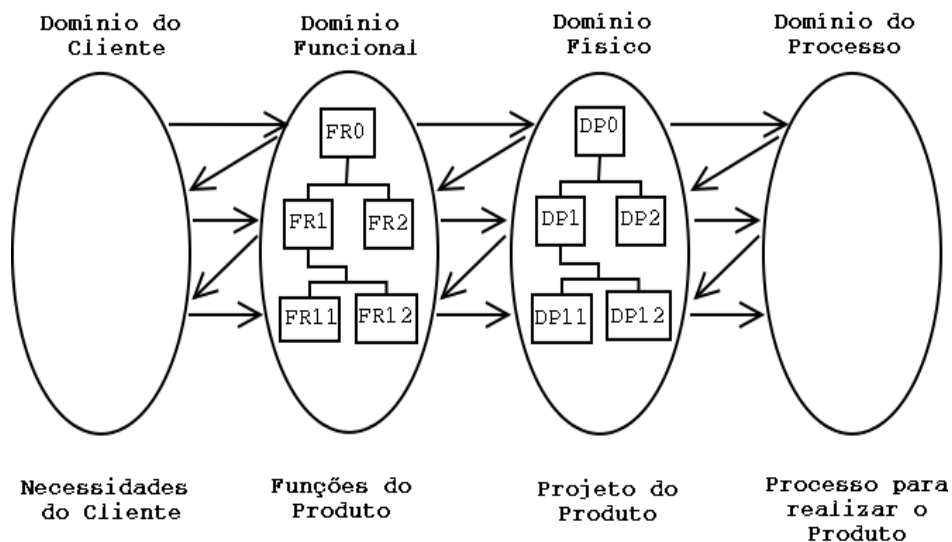 Domínio do
Cliente
Domínio
Funcional
Domínio
Físico
Domínio do
Processo
FR0
DP0
FR1
FR2
DP1
DP2
FR11
FR12
DP11
DP12
Necessidades
do Cliente
Funções do
Produto
Projeto do
Produto
Processo para
realizar o
Produto